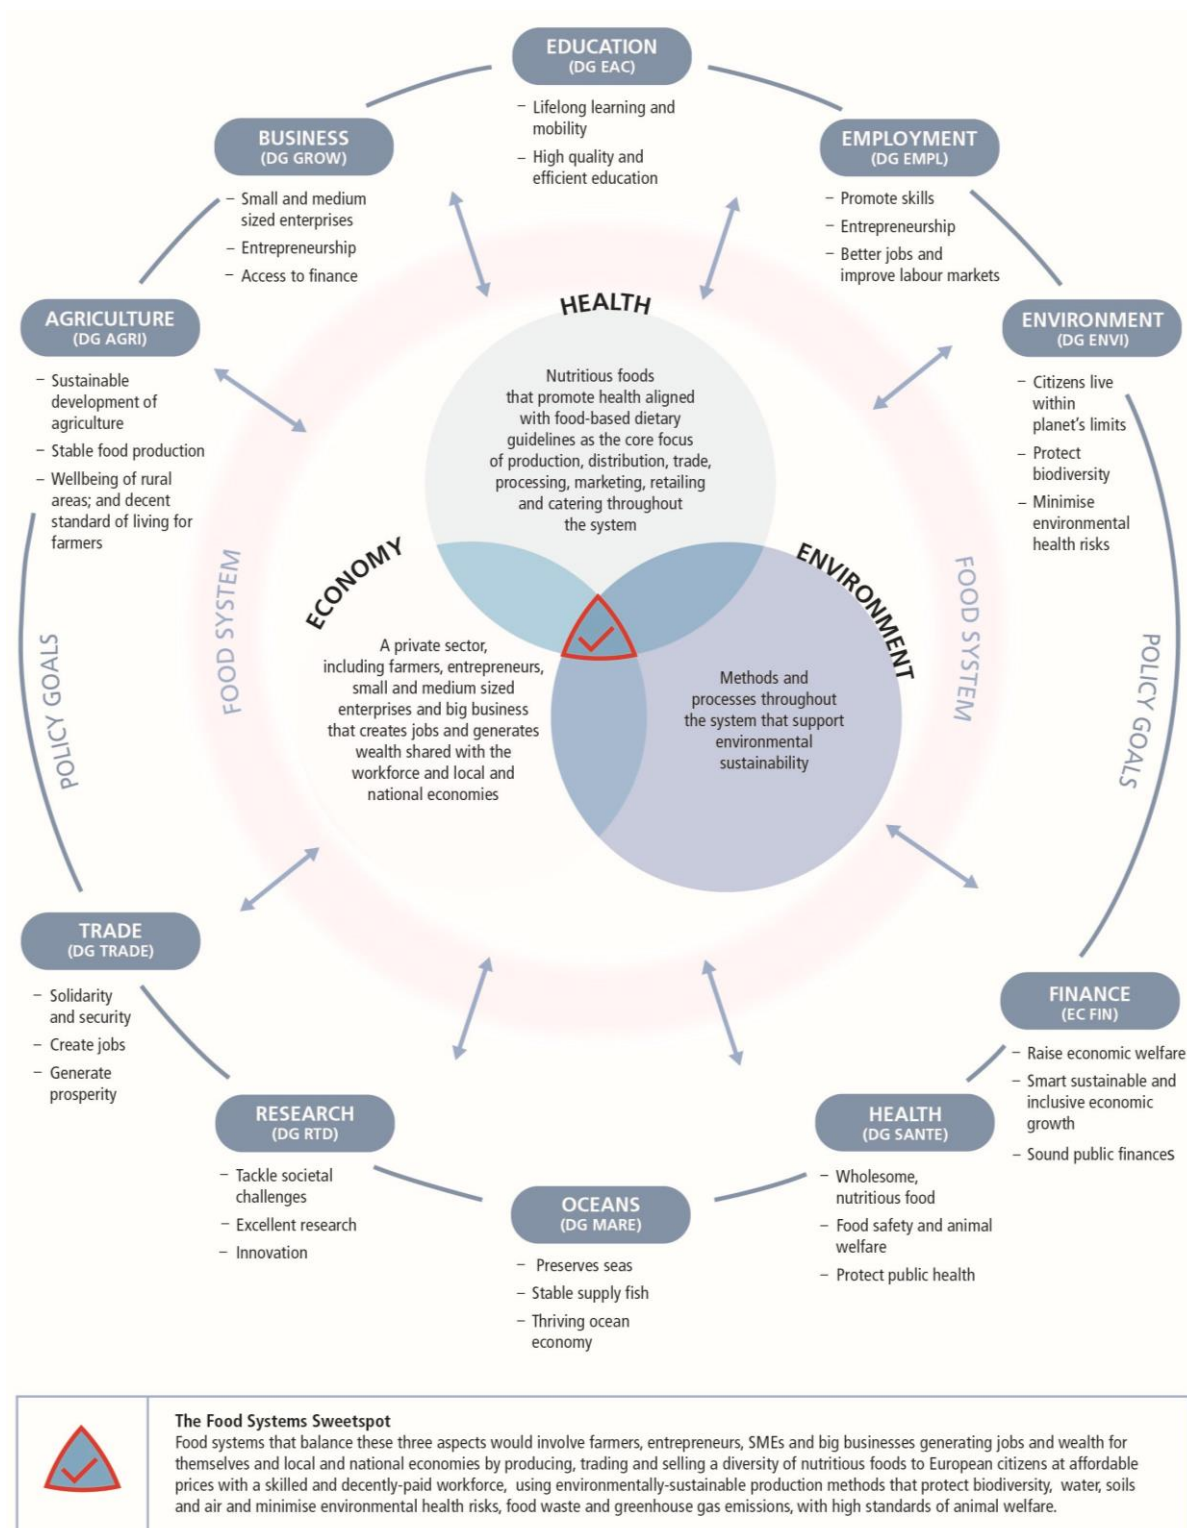 EDUCATION
(DG EAC)
– Lifelong learning and
mobility
– High quality and
efficient education
BUSINESS
(DG GROW)
– Small and medium
sized enterprises
– Entrepreneurship
– Access to finance
EMPLOYMENT
(DG EMPL)
– Promote skills
– Entrepreneurship
– Better jobs and
improve labour markets
AGRICULTURE
(DG AGRI)
– Sustainable
development of
agriculture
– Stable food production
– Wellbeing of rural
areas; and decent
standard of living for
farmers
ENVIRONMENT
(DG ENVI)
– Citizens live
within
planet's limits
– Protect
biodiversity
– Minimise
environmental
health risks
HEALTH
Nutritious foods
that promote health aligned
with food-based dietary
guidelines as the core focus
of production, distribution, trade,
processing, marketing, retailing
and catering throughout
the system
ECONOMY
A private sector,
including farmers, entrepreneurs,
small and medium sized
enterprises and big business
that creates jobs and generates
wealth shared with the
workforce and local and
national economies
ENVIRONMENT
Methods and
processes throughout
the system that support
environmental
sustainability
FOOD SYSTEM
FOOD SYSTEM
POLICY GOALS
POLICY GOALS
TRADE
(DG TRADE)
– Solidarity
and security
– Create jobs
– Generate
prosperity
FINANCE
(EC FIN)
– Raise economic welfare
– Smart sustainable and
inclusive economic
growth
– Sound public finances
RESEARCH
(DG RTD)
– Tackle societal
challenges
– Excellent research
– Innovation
HEALTH
(DG SANTE)
– Wholesome,
nutritious food
– Food safety and animal
welfare
– Protect public health
OCEANS
(DG MARE)
– Preserves seas
– Stable supply fish
– Thriving ocean
economy
The Food Systems Sweetspot
Food systems that balance these three aspects would involve farmers, entrepreneurs, SMEs and big businesses generating jobs and wealth for
themselves and local and national economies by producing, trading and selling a diversity of nutritious foods to European citizens at affordable
prices with a skilled and decently-paid workforce, using environmentally-sustainable production methods that protect biodiversity, water, soils
and air and minimise environmental health risks, food waste and greenhouse gas emissions, with high standards of animal welfare.